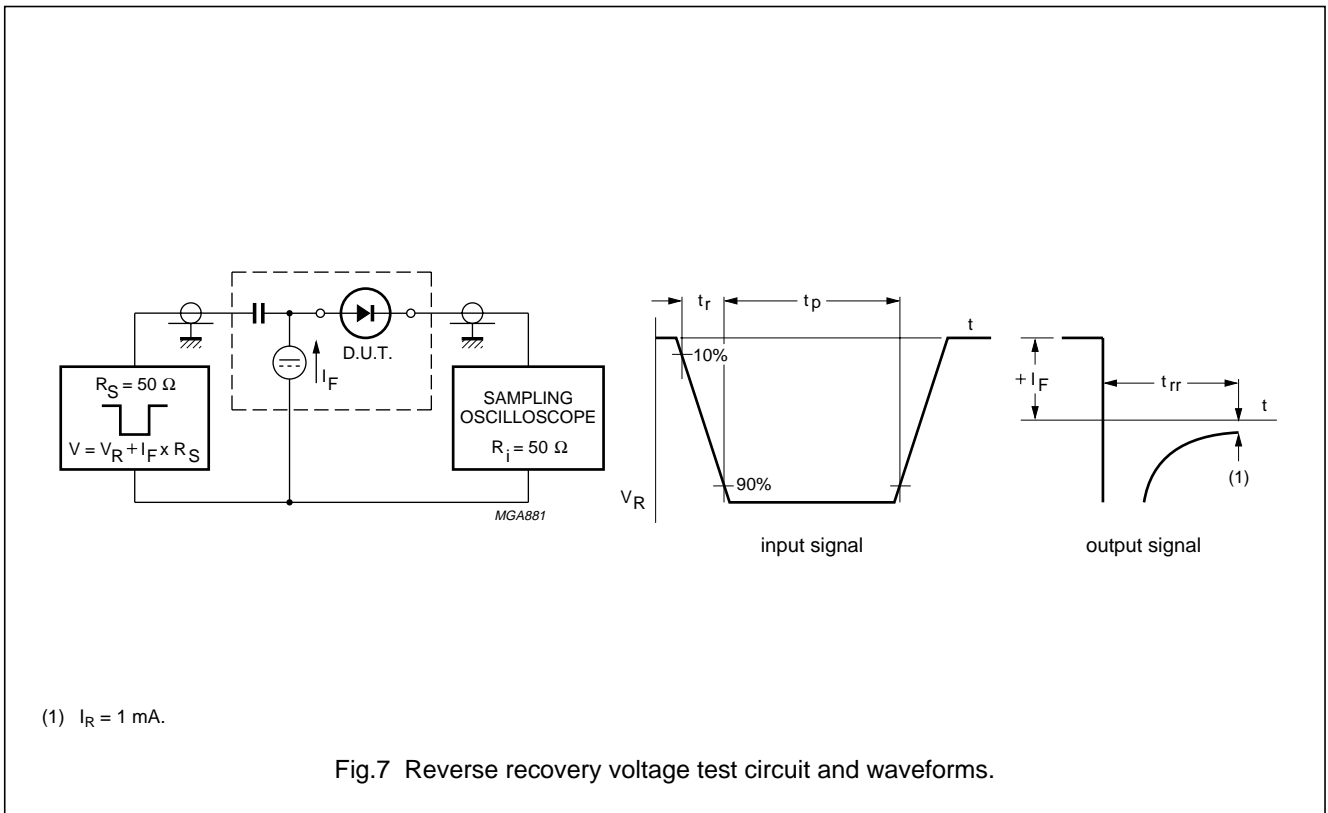 R_S = 50 Ω
V = V_R + I_F x R_S
D.U.T.
I_F
SAMPLING
OSCILLOSCOPE
R_i = 50 Ω
MGA881
t_r
t_p
t
10%
90%
V_R
input signal
+ I_F
t_rr
t
(1)
output signal
(1) I_R = 1 mA.
Fig.7 Reverse recovery voltage test circuit and waveforms.